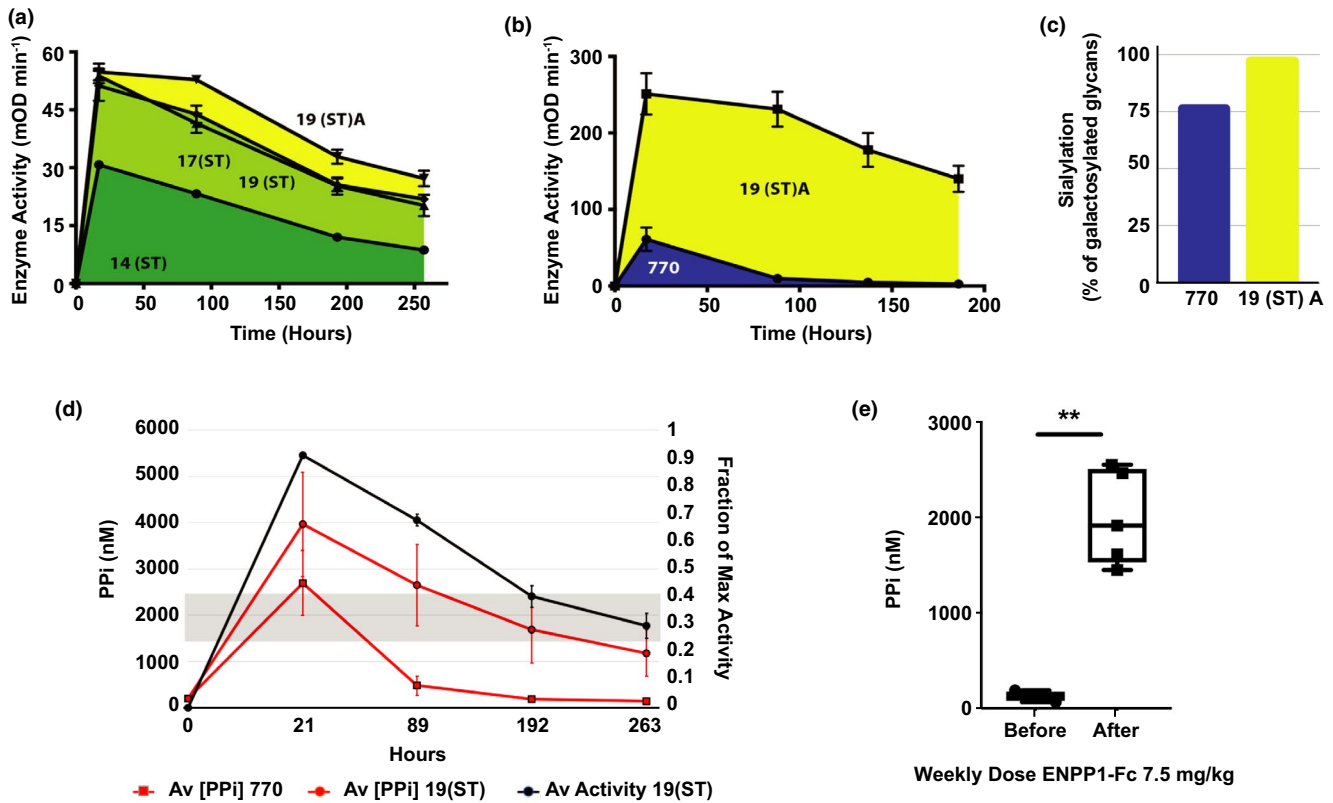 (a)
Enzyme Activity (mOD min⁻¹)
60
45
30
15
0
19 (ST)A
17(ST)
19 (ST)
14 (ST)
0 50 100 150 200 250
Time (Hours)
(b)
Enzyme Activity (mOD min⁻¹)
300
200
100
0
19 (ST)A
770
0 50 100 150 200
Time (Hours)
(c)
Sialylation
(% of galactosylated glycans)
100
75
50
25
0
770 19 (ST) A
(d)
PPi (nM)
6000
5000
4000
3000
2000
1000
0
1
0.9
0.8
0.7
0.6
0.5
0.4
0.3
0.2
0.1
0
Fraction of Max Activity
0 21 89 192 263
Hours
Av [PPi] 770 Av [PPi] 19(ST) Av Activity 19(ST)
(e)
PPi (nM)
3000
2000
1000
0
**
Before After
Weekly Dose ENPP1-Fc 7.5 mg/kg